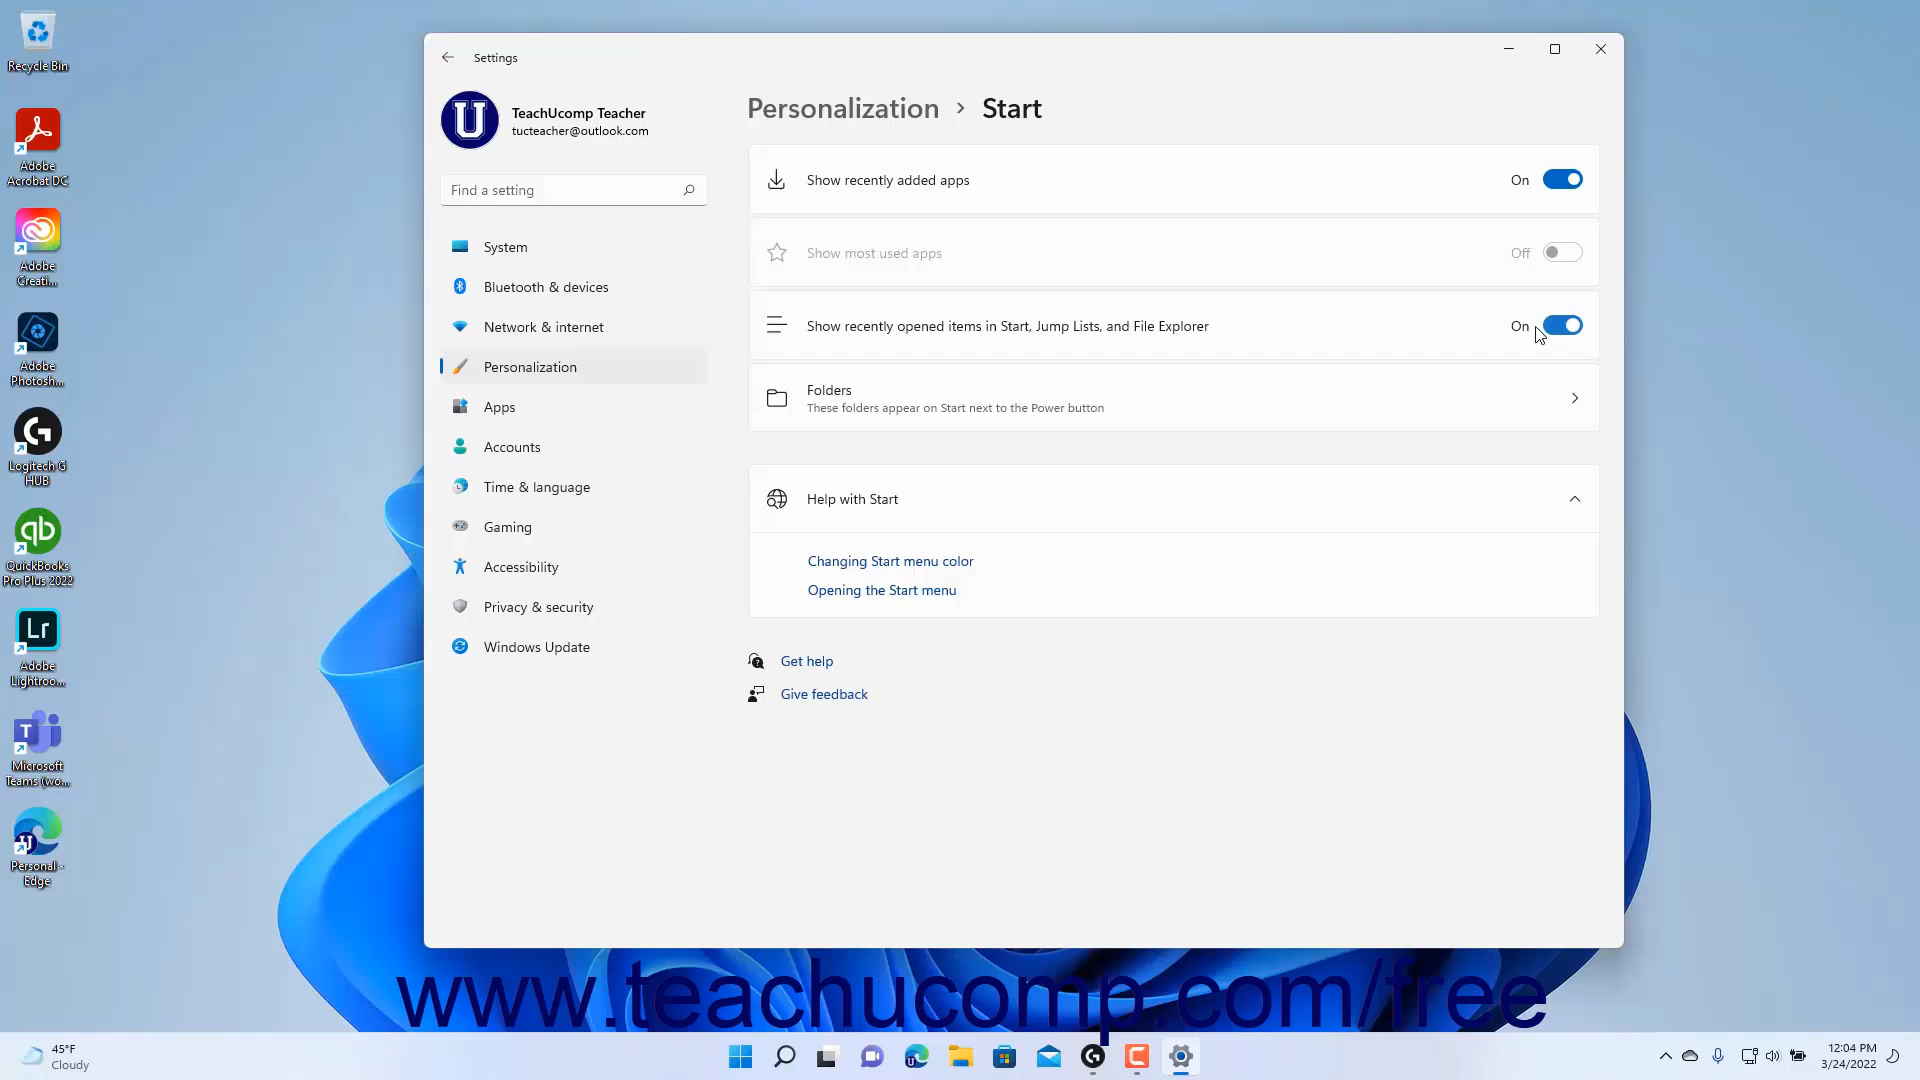 Recycle Bin
Adobe
Acrobat DC
Adobe
Creati...
Adobe
Photosh...
Logitech G
HUB
QuickBooks
Pro Plus 2022
Lr
Adobe
Lightroo...
Microsoft
Teams (wo...
Personal -
Edge
Settings
TeachUcomp Teacher
tucteacher@outlook.com
Find a setting
System
Bluetooth & devices
Network & internet
Personalization
Apps
Accounts
Time & language
Gaming
Accessibility
Privacy & security
Windows Update
Personalization > Start
Show recently added apps On
Show most used apps Off
Show recently opened items in Start, Jump Lists, and File Explorer On
Folders
These folders appear on Start next to the Power button
Help with Start
Changing Start menu color
Opening the Start menu
Get help
Give feedback
www.teachucomp.com/free
45°F
Cloudy
12:04 PM
3/24/2022